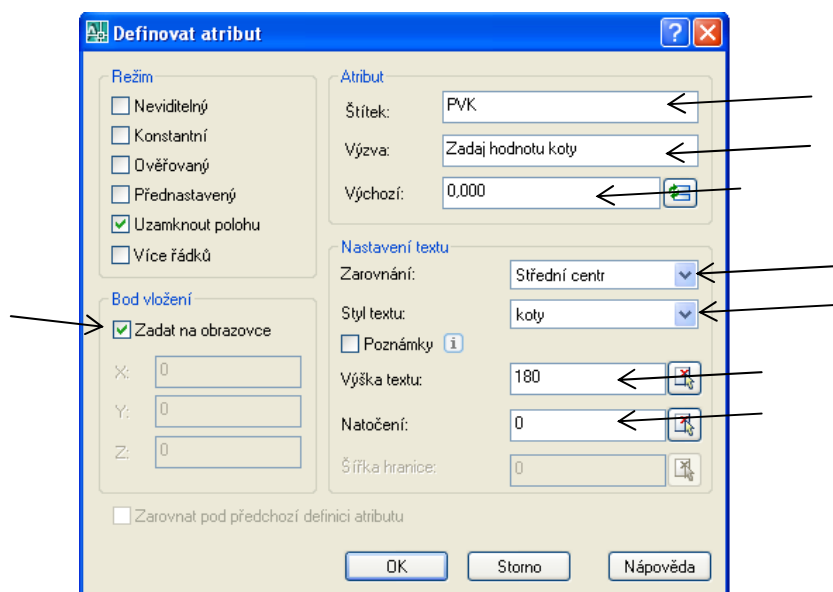 Definovat atribut
Režim
Neviditelný
Konstantní
Ověřovaný
Přednastavený
Uzamknout polohu
Více řádků
Atribut
Štítek: PVK
Výzva: Zadaj hodnotu koty
Výchozí: 0,000
Nastavení textu
Zarovnání: Střední centr
Styl textu: koty
Poznámky i
Výška textu: 180
Natočení: 0
Šířka hranice: 0
Bod vložení
Zadat na obrazovce
X: 0
Y: 0
Z: 0
Zarovnat pod předchozí definici atributu
OK Storno Nápověda